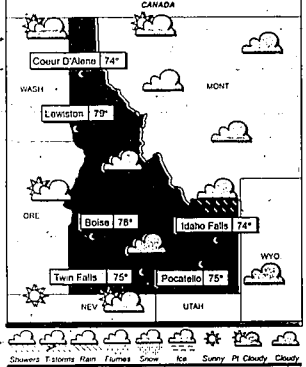 CANADA
Coeur D'Alene 74°
WASH
MONT
Lewiston 79°
ORE
Boise 78°
Idaho Falls 74°
WYO.
Twin Falls 75°
Pocatello 75°
NEV
UTAH
Showers T-storms Rain Flurries Snow Ice Sunny Pt Cloudy Cloudy